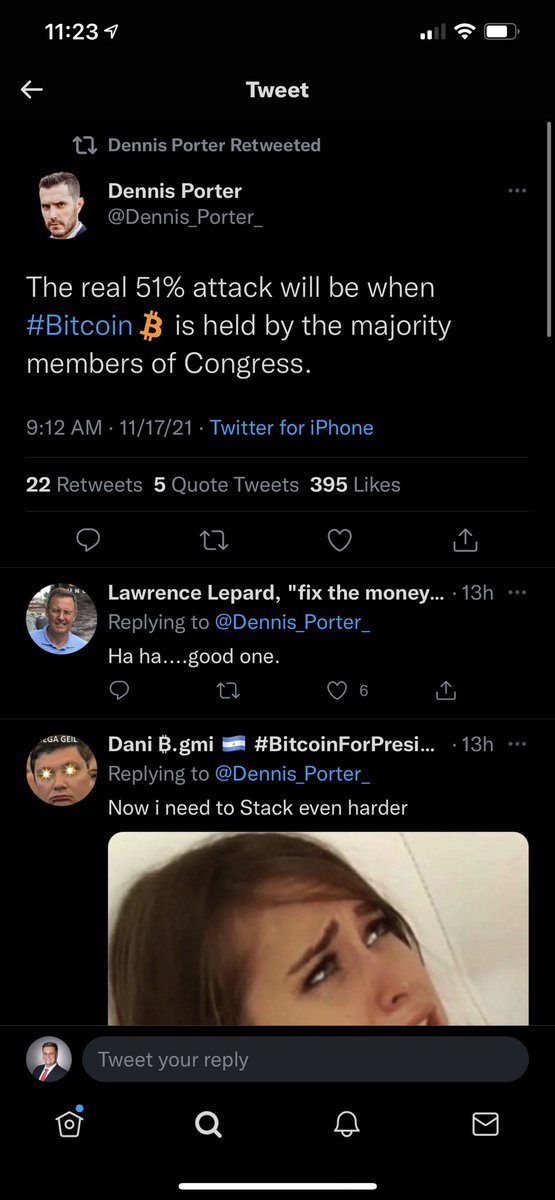 11:23
Tweet
Dennis Porter Retweeted
Dennis Porter
@Dennis_Porter_
The real 51% attack will be when
#Bitcoin is held by the majority
members of Congress.
9:12 AM · 11/17/21 · Twitter for iPhone
22 Retweets 5 Quote Tweets 395 Likes
Lawrence Lepard, "fix the money... · 13h
Replying to @Dennis_Porter_
Ha ha....good one.
6
EGA GEIL
Dani ₿.gmi 🇸🇻 #BitcoinForPresi... · 13h
Replying to @Dennis_Porter_
Now i need to Stack even harder
Tweet your reply